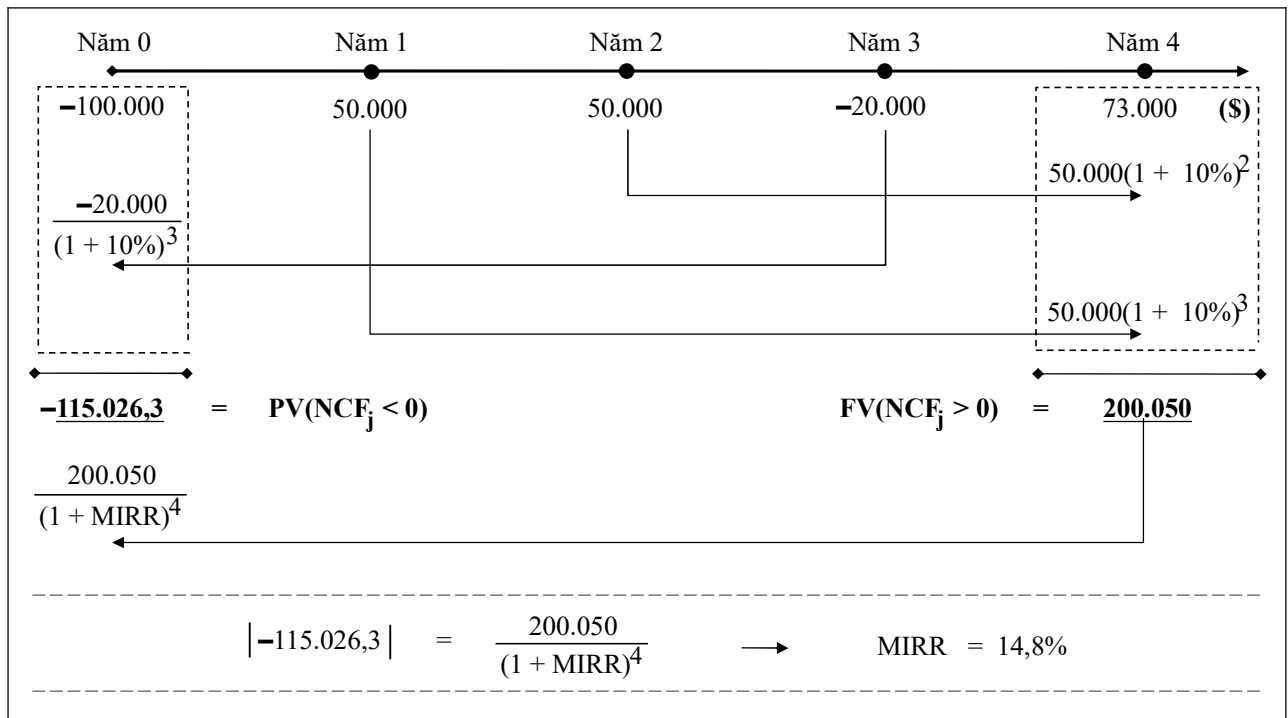 Năm 0 Năm 1 Năm 2 Năm 3 Năm 4
−100.000 50.000 50.000 −20.000 73.000 ($)
50.000(1 + 10%)^2
−20.000
(1 + 10%)^3
50.000(1 + 10%)^3
−115.026,3 = PV(NCF_j < 0) FV(NCF_j > 0) = 200.050
200.050
(1 + MIRR)^4
|−115.026,3| = 200.050 / (1 + MIRR)^4 → MIRR = 14,8%